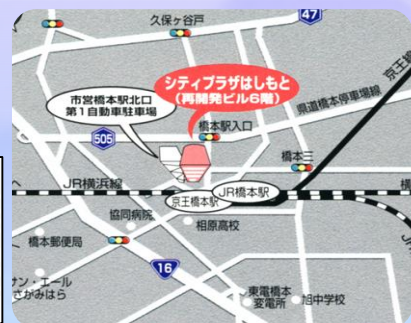 久保ヶ谷戸
47
京王
シティプラザはしもと
(再開発ビル6階)
市営橋本駅北口
第1自動車駐車場
県道橋本停車場線
505
橋本駅入口
橋本三
JR横浜線
JR橋本駅
横
京王橋本駅
協同病院
相原高校
橋本郵便局
16
サン・エール
さがみはら
東電橋本
変電所
旭中学校